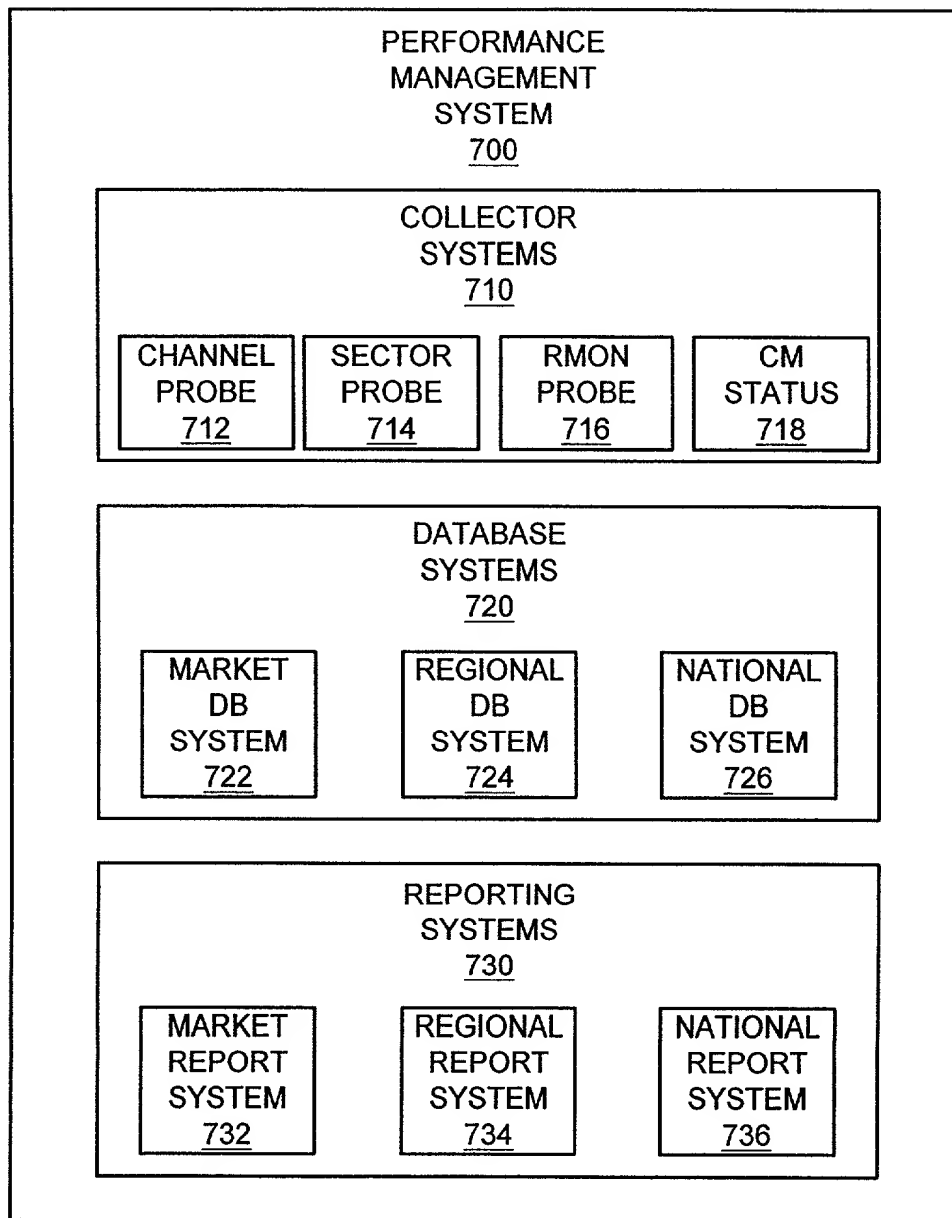 PERFORMANCE
MANAGEMENT
SYSTEM
700
COLLECTOR
SYSTEMS
710
CHANNEL
PROBE
712
SECTOR
PROBE
714
RMON
PROBE
716
CM
STATUS
718
DATABASE
SYSTEMS
720
MARKET
DB
SYSTEM
722
REGIONAL
DB
SYSTEM
724
NATIONAL
DB
SYSTEM
726
REPORTING
SYSTEMS
730
MARKET
REPORT
SYSTEM
732
REGIONAL
REPORT
SYSTEM
734
NATIONAL
REPORT
SYSTEM
736